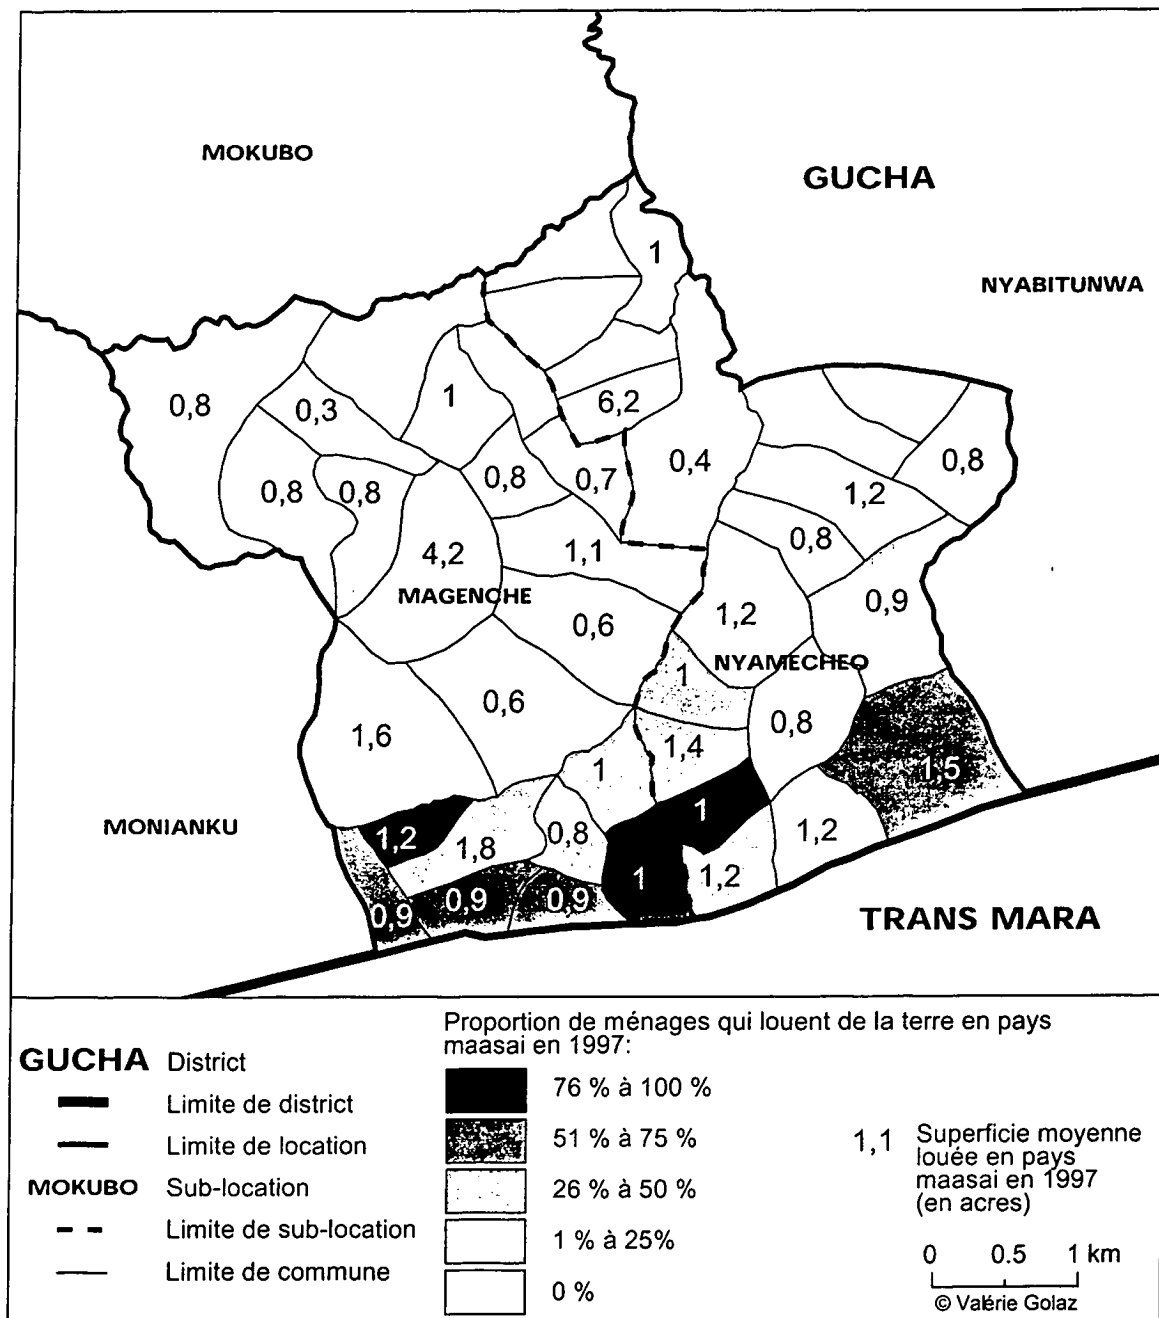 MOKUBO
GUCHA
1
NYABITUNWA
0,8
0,3
1
6,2
0,4
0,8
0,8
0,8
0,8
0,7
1,2
0,8
4,2
1,1
MAGENCHE
0,6
1,2
0,9
NYAMECHEO
1
0,6
1,6
0,8
1,4
1
1,5
MONIANKU
1,2
1,8
0,8
1
1,2
0,9
0,9
0,9
1
1,2
TRANS MARA
GUCHA District
Limite de district
Limite de location
MOKUBO Sub-location
Limite de sub-location
Limite de commune
Proportion de ménages qui louent de la terre en pays
maasai en 1997:
76 % à 100 %
51 % à 75 %
26 % à 50 %
1 % à 25%
0 %
1,1 Superficie moyenne
louée en pays
maasai en 1997
(en acres)
0 0.5 1 km
© Valérie Golaz